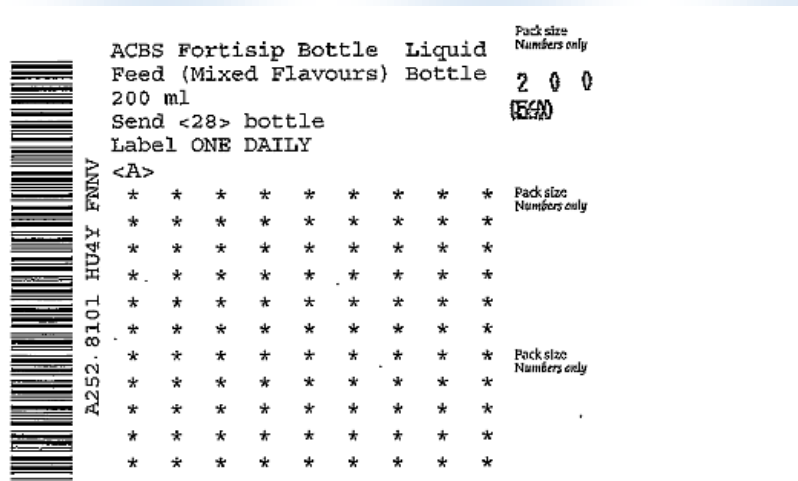 Pack size
Numbers only
ACBS Fortisip Bottle Liquid
Feed (Mixed Flavours) Bottle
200 ml
Send <28> bottle
Label ONE DAILY
<A>
2 0 0
* * * * * * * * *
Pack size
Numbers only
* * * * * * * * *
* * * * * * * * *
* * * * * * * * *
* * * * * * * * *
* * * * * * * * *
* * * * * * * * *
Pack size
Numbers only
* * * * * * * * *
* * * * * * * * *
* * * * * * * * *
* * * * * * * * *
A252.8101 HU4Y FNNV